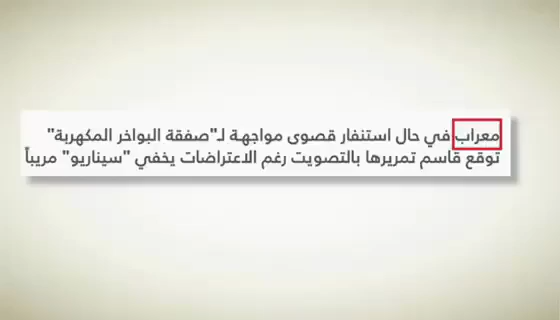 معراب في حال استنفار قصوى مواجهة لـ"صفقة البواخر المكهربة"
توقع قاسم تمريرها بالتصويت رغم الاعتراضات يخفي "سيناريو" مريباً